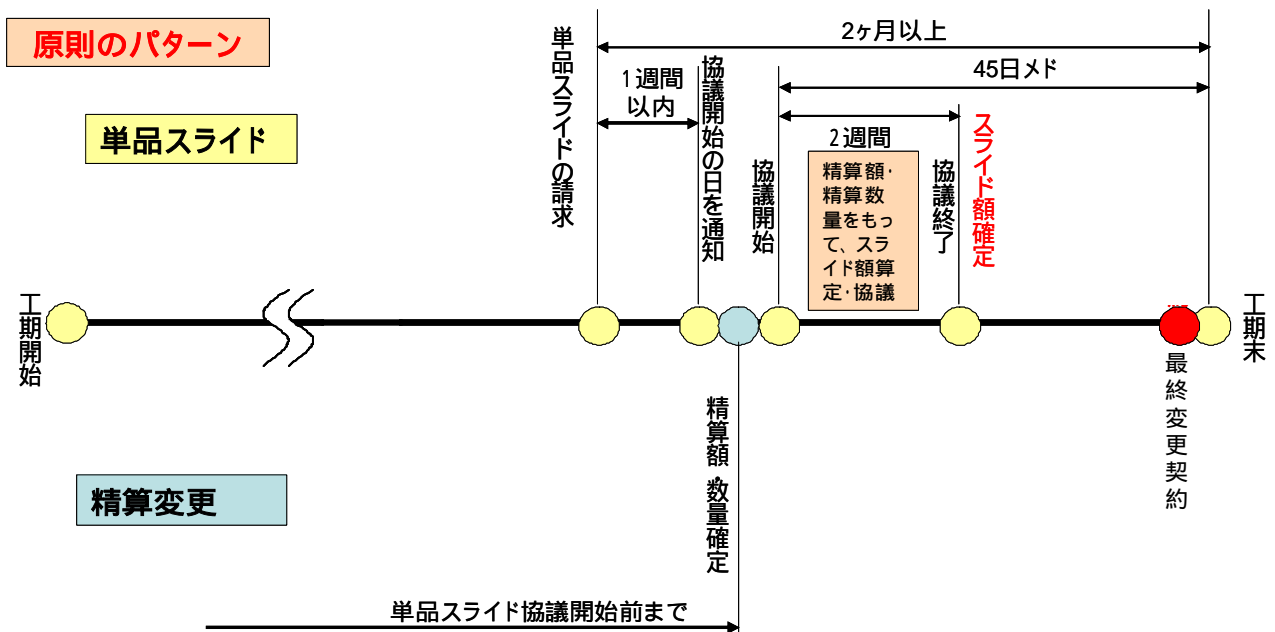 原則のパターン
単品スライド
単品スライドの請求
2ヶ月以上
1週間
以内
協議開始の日を通知
45日メド
協議開始
2週間
精算額・
精算数
量をもっ
て、スラ
イド額算
定・協議
協議終了
スライド額確定
工期開始
工期末
最終変更契約
精算額・数量確定
精算変更
単品スライド協議開始前まで